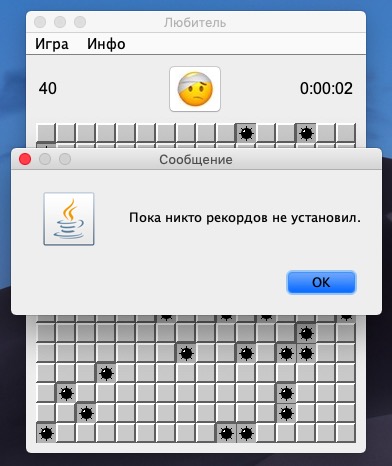 Любитель
Игра Инфо
40 0:00:02
Сообщение
Пока никто рекордов не установил.
OK